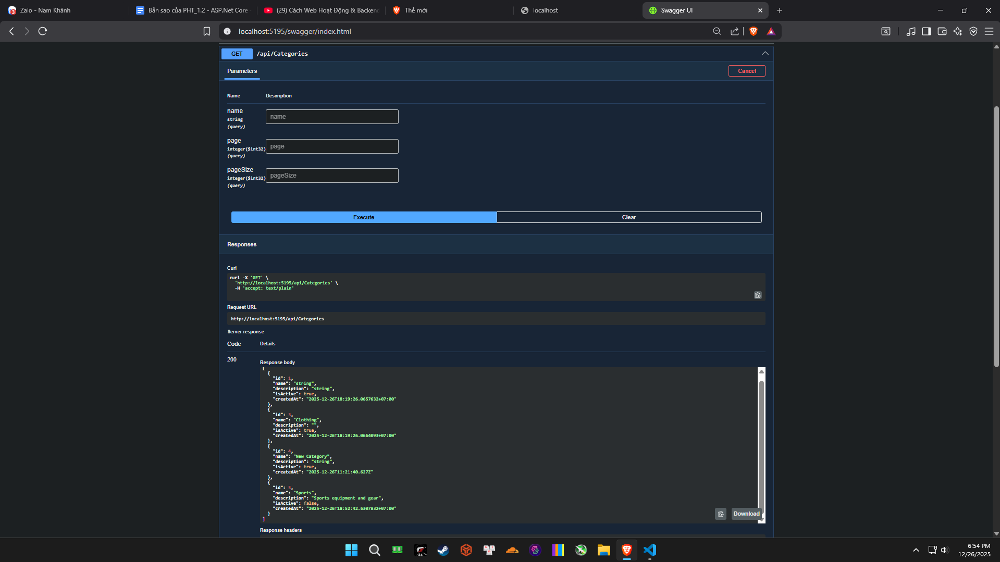 Zalo - Nam Khánh
Bản sao của PHT_1.2 - ASP.Net Core
(29) Cách Web Hoạt Động & Backend
Thẻ mới
localhost
Swagger UI
localhost:5195/swagger/index.html
GET /api/Categories
Parameters
Cancel
Name Description
name
string
(query)
name
page
integer($int32)
(query)
page
pageSize
integer($int32)
(query)
pageSize
Execute
Clear
Responses
Curl
curl -X 'GET' \
'http://localhost:5195/api/Categories' \
-H 'accept: text/plain'
Request URL
http://localhost:5195/api/Categories
Server response
Code Details
200
Response body
[
{
"id": 1,
"name": "string",
"description": "string",
"isActive": true,
"createdAt": "2025-12-26T18:19:26.0657632+07:00"
},
{
"id": 3,
"name": "Clothing",
"description": "",
"isActive": true,
"createdAt": "2025-12-26T18:19:26.0664093+07:00"
},
{
"id": 4,
"name": "New Category",
"description": "string",
"isActive": true,
"createdAt": "2025-12-26T11:21:40.627Z"
},
{
"id": 5,
"name": "Sports",
"description": "Sports equipment and gear",
"isActive": false,
"createdAt": "2025-12-26T18:52:42.6307832+07:00"
}
]
Download
Response headers
6:54 PM
12/26/2025